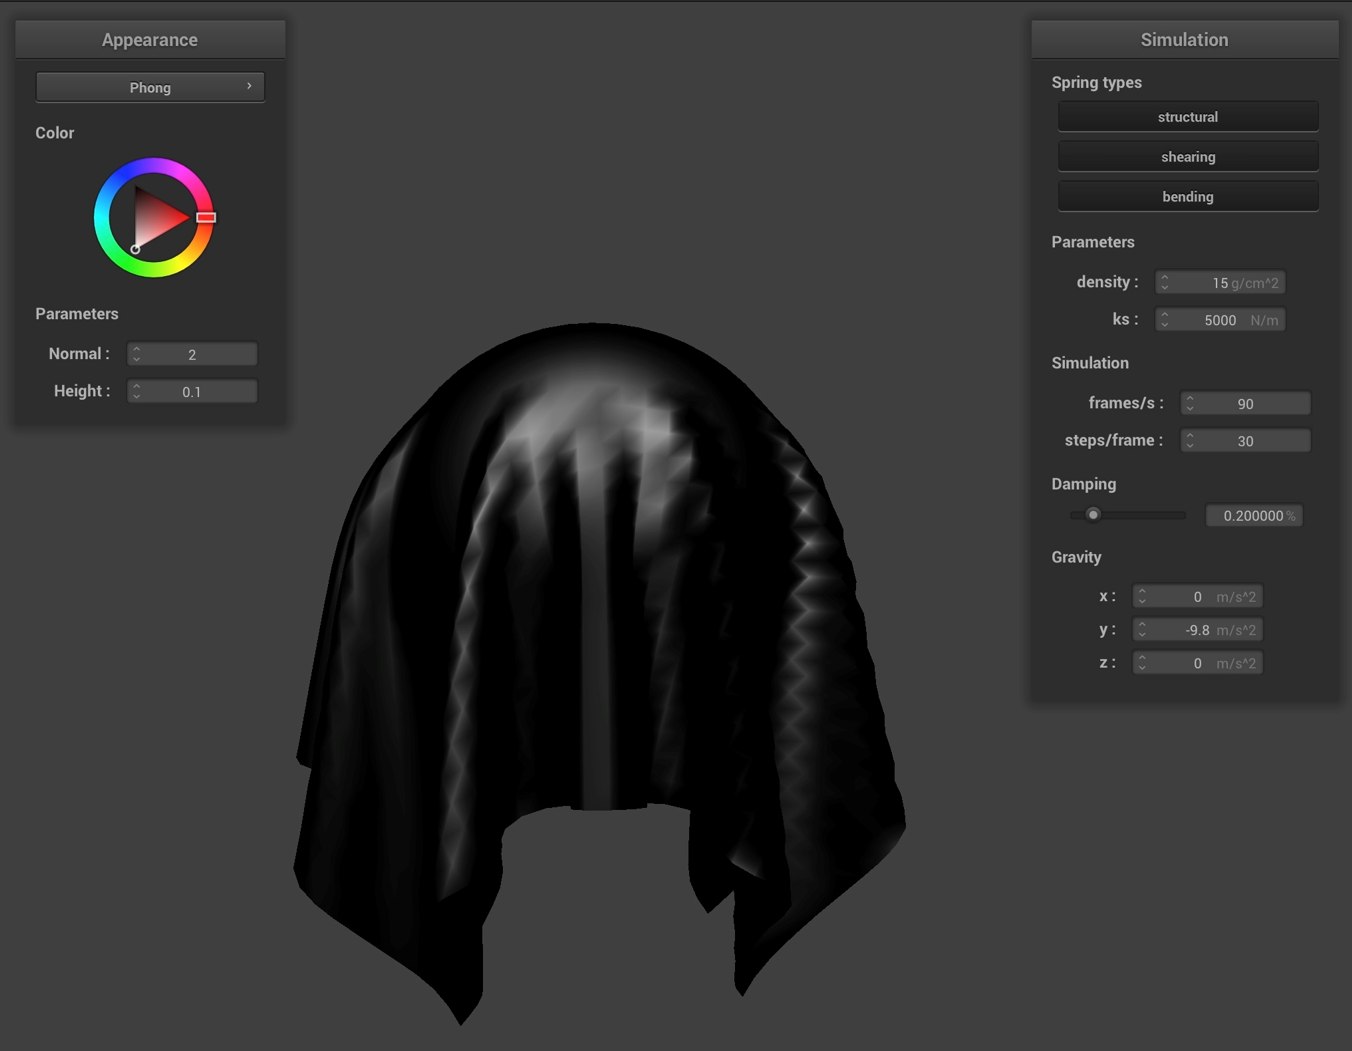 Appearance
Phong
Color
Parameters
Normal : 2
Height : 0.1
Simulation
Spring types
structural
shearing
bending
Parameters
density : 15 g/cm^2
ks : 5000 N/m
Simulation
frames/s : 90
steps/frame : 30
Damping
0.200000 %
Gravity
x : 0 m/s^2
y : -9.8 m/s^2
z : 0 m/s^2